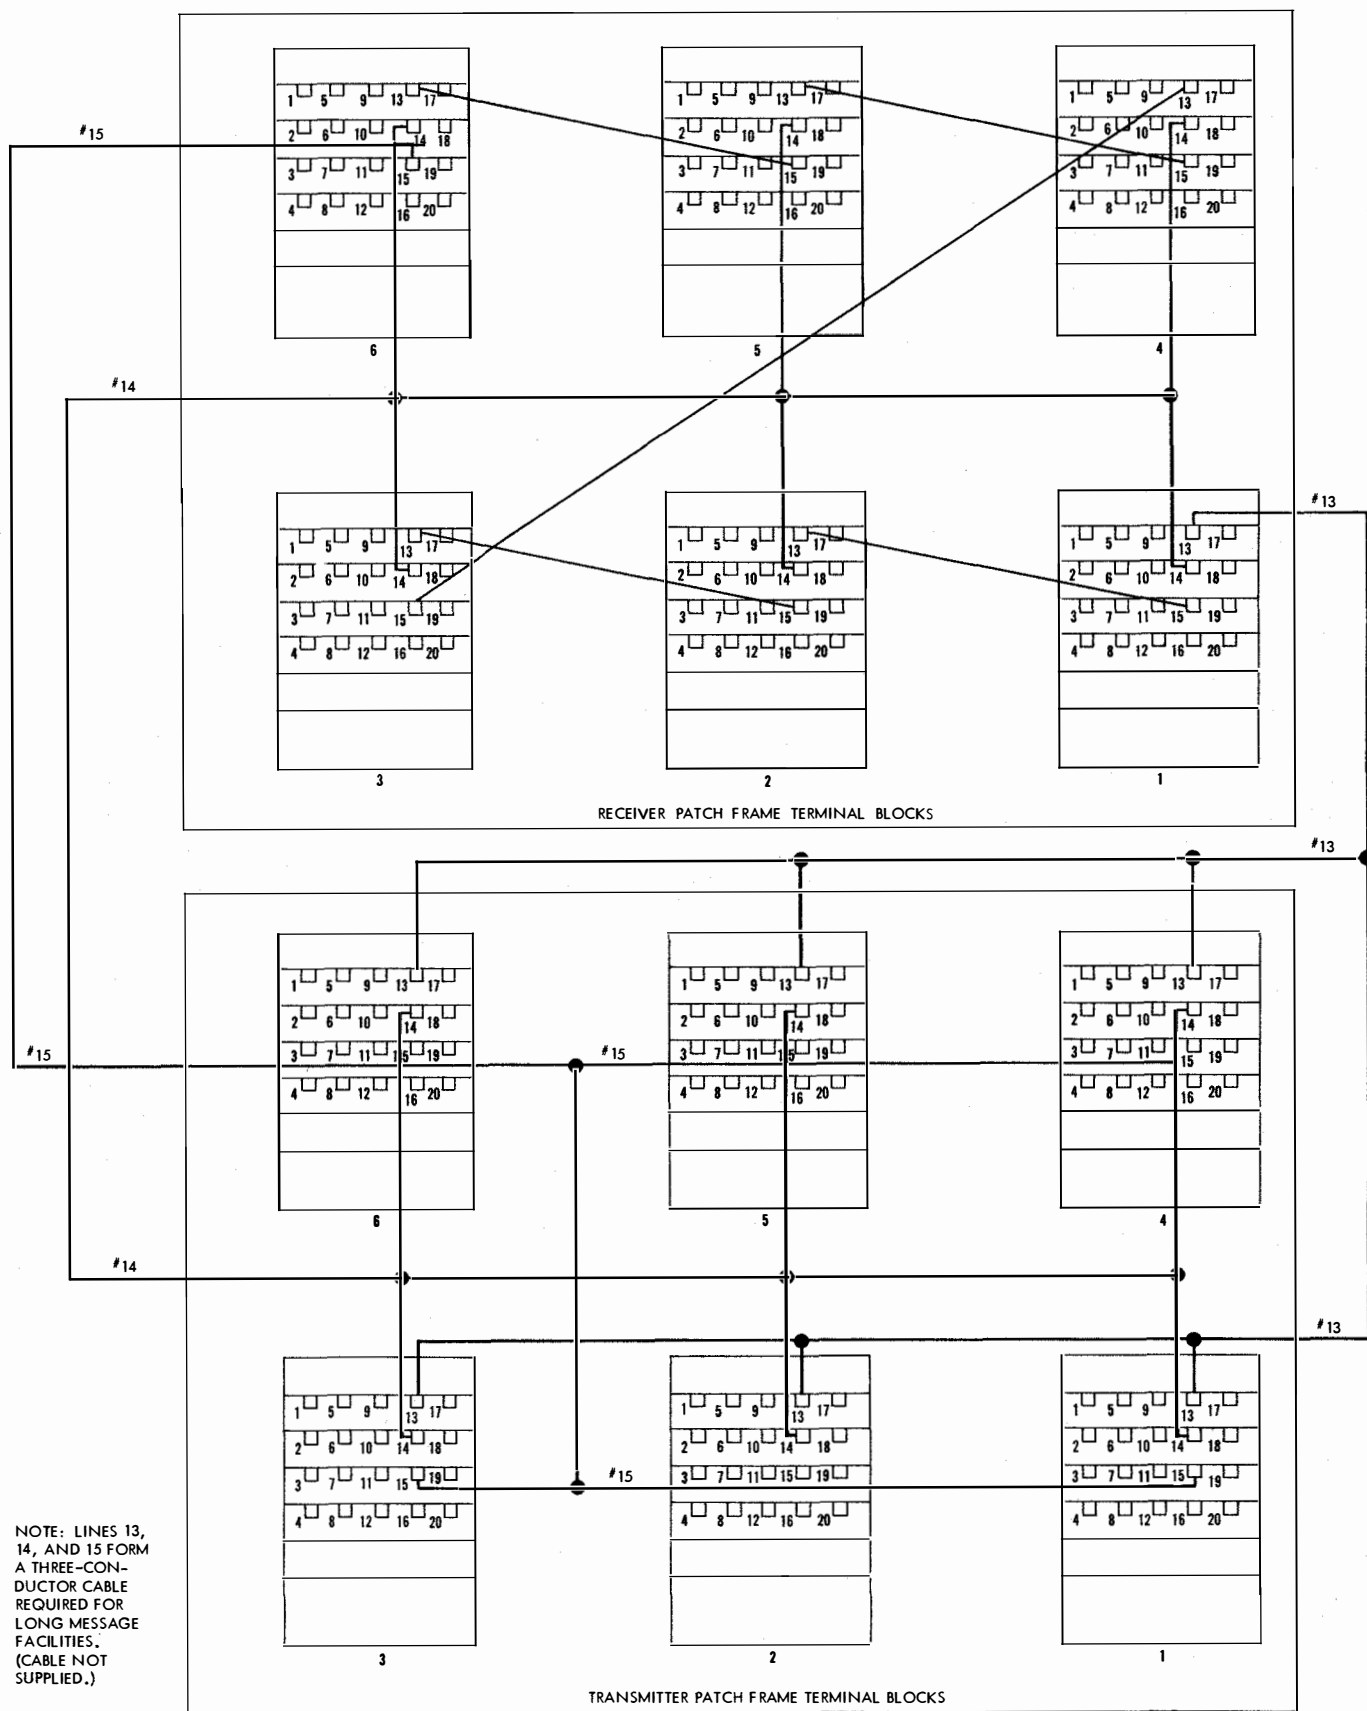 1 5 9 13 17
2 6 10 14 18
3 7 11 15 19
4 8 12 16 20
6
1 5 9 13 17
2 6 10 14 18
3 7 11 15 19
4 8 12 16 20
5
1 5 9 13 17
2 6 10 14 18
3 7 11 15 19
4 8 12 16 20
4
#15
#14
1 5 9 13 17
2 6 10 14 18
3 7 11 15 19
4 8 12 16 20
3
1 5 9 13 17
2 6 10 14 18
3 7 11 15 19
4 8 12 16 20
2
1 5 9 13 17
2 6 10 14 18
3 7 11 15 19
4 8 12 16 20
1
#13
RECEIVER PATCH FRAME TERMINAL BLOCKS
#13
1 5 9 13 17
2 6 10 14 18
3 7 11 15 19
4 8 12 16 20
6
1 5 9 13 17
2 6 10 14 18
3 7 11 15 19
4 8 12 16 20
5
1 5 9 13 17
2 6 10 14 18
3 7 11 15 19
4 8 12 16 20
4
#15
#15
#14
#13
1 5 9 13 17
2 6 10 14 18
3 7 11 15 19
4 8 12 16 20
3
#15
1 5 9 13 17
2 6 10 14 18
3 7 11 15 19
4 8 12 16 20
2
1 5 9 13 17
2 6 10 14 18
3 7 11 15 19
4 8 12 16 20
1
NOTE: LINES 13,
14, AND 15 FORM
A THREE-CON-
DUCTOR CABLE
REQUIRED FOR
LONG MESSAGE
FACILITIES.
(CABLE NOT
SUPPLIED.)
TRANSMITTER PATCH FRAME TERMINAL BLOCKS